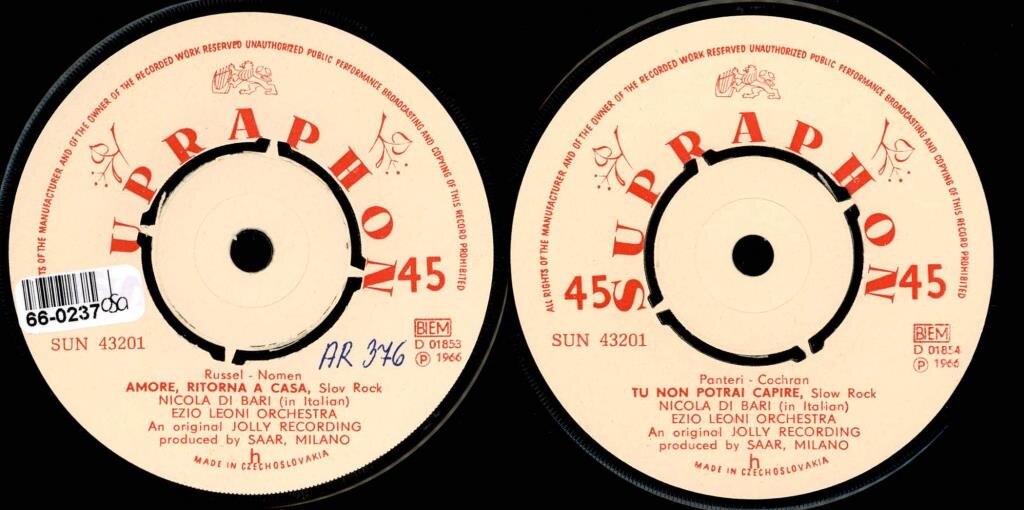 TS OF THE MANUFACTURER AND OF THE OWNER OF THE RECORDED WORK RESERVED UNAUTHORIZED PUBLIC PERFORMANCE BROADCASTING AND COPYING OF THIS RECORD PROHIBITED
UPRAPHON
45
66-0237
SUN 43201
BIEM
D 01853
Ⓟ 1966
AR 376
Russel - Nomen
AMORE, RITORNA A CASA, Slov Rock
NICOLA DI BARI (in Italian)
EZIO LEONI ORCHESTRA
An original JOLLY RECORDING
produced by SAAR, MILANO
h
MADE IN CZECHOSLOVAKIA
ALL RIGHTS OF THE MANUFACTURER AND OF THE OWNER OF THE RECORDED WORK RESERVED UNAUTHORIZED PUBLIC PERFORMANCE BROADCASTING AND COPYING OF THIS RECORD PROHIBITED
SUPRAPHON
45 45
SUN 43201
BIEM
D 01854
Ⓟ 1966
Panteri - Cochran
TU NON POTRAI CAPIRE, Slow Rock
NICOLA DI BARI (in Italian)
EZIO LEONI ORCHESTRA
An original JOLLY RECORDING
produced by SAAR, MILANO
h
MADE IN CZECHOSLOVAKIA